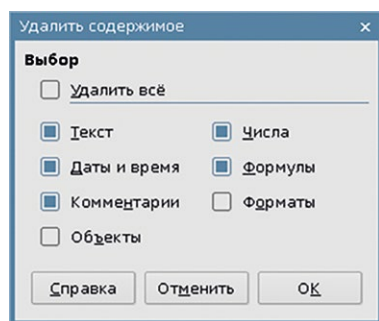 Удалить содержимое ×
Выбор
Удалить всё
Текст Числа
Даты и время Формулы
Комментарии Форматы
Объекты
Справка Отменить OK